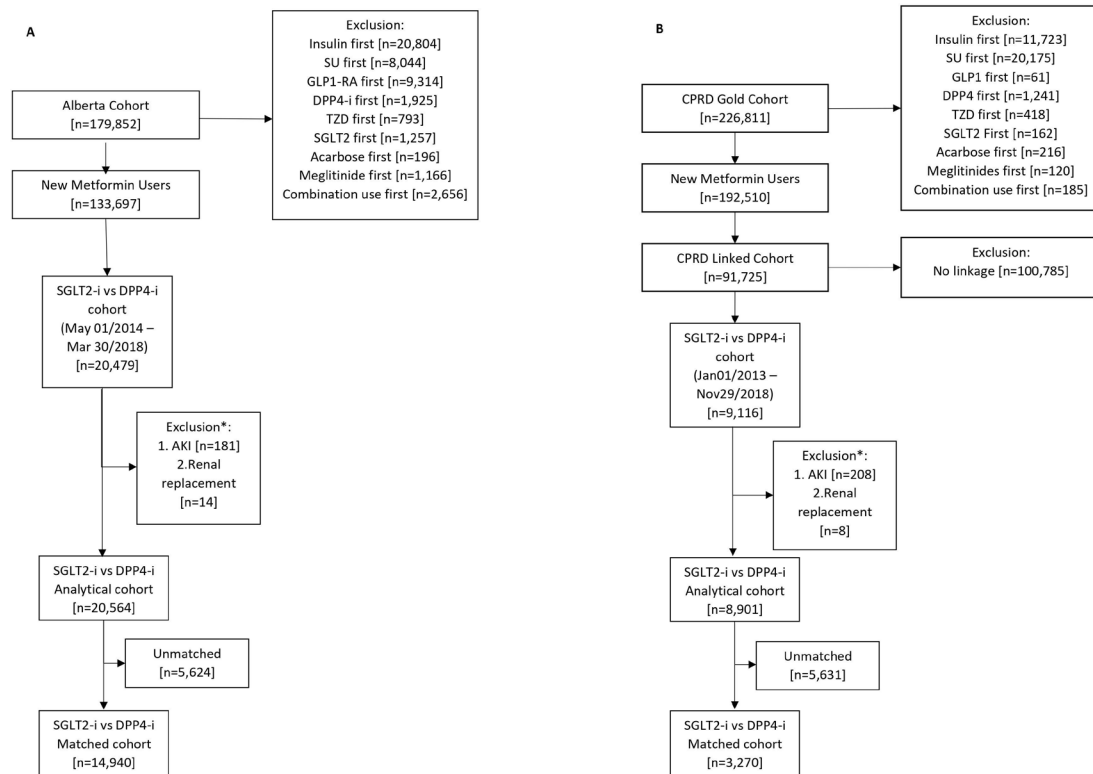 A
Alberta Cohort
[n=179,852]
Exclusion:
Insulin first [n=20,804]
SU first [n=8,044]
GLP1-RA first [n=9,314]
DPP4-i first [n=1,925]
TZD first [n=793]
SGLT2 first [n=1,257]
Acarbose first [n=196]
Meglitinide first [n=1,166]
Combination use first [n=2,656]
New Metformin Users
[n=133,697]
SGLT2-i vs DPP4-i
cohort
(May 01/2014 –
Mar 30/2018)
[n=20,479]
Exclusion*:
1. AKI [n=181]
2.Renal
replacement
[n=14]
SGLT2-i vs DPP4-i
Analytical cohort
[n=20,564]
Unmatched
[n=5,624]
SGLT2-i vs DPP4-i
Matched cohort
[n=14,940]
B
CPRD Gold Cohort
[n=226,811]
Exclusion:
Insulin first [n=11,723]
SU first [n=20,175]
GLP1 first [n=61]
DPP4 first [n=1,241]
TZD first [n=418]
SGLT2 First [n=162]
Acarbose first [n=216]
Meglitinides first [n=120]
Combination use first [n=185]
New Metformin Users
[n=192,510]
CPRD Linked Cohort
[n=91,725]
Exclusion:
No linkage [n=100,785]
SGLT2-i vs DPP4-i
cohort
(Jan01/2013 –
Nov29/2018)
[n=9,116]
Exclusion*:
1. AKI [n=208]
2.Renal
replacement
[n=8]
SGLT2-i vs DPP4-i
Analytical cohort
[n=8,901]
Unmatched
[n=5,631]
SGLT2-i vs DPP4-i
Matched cohort
[n=3,270]